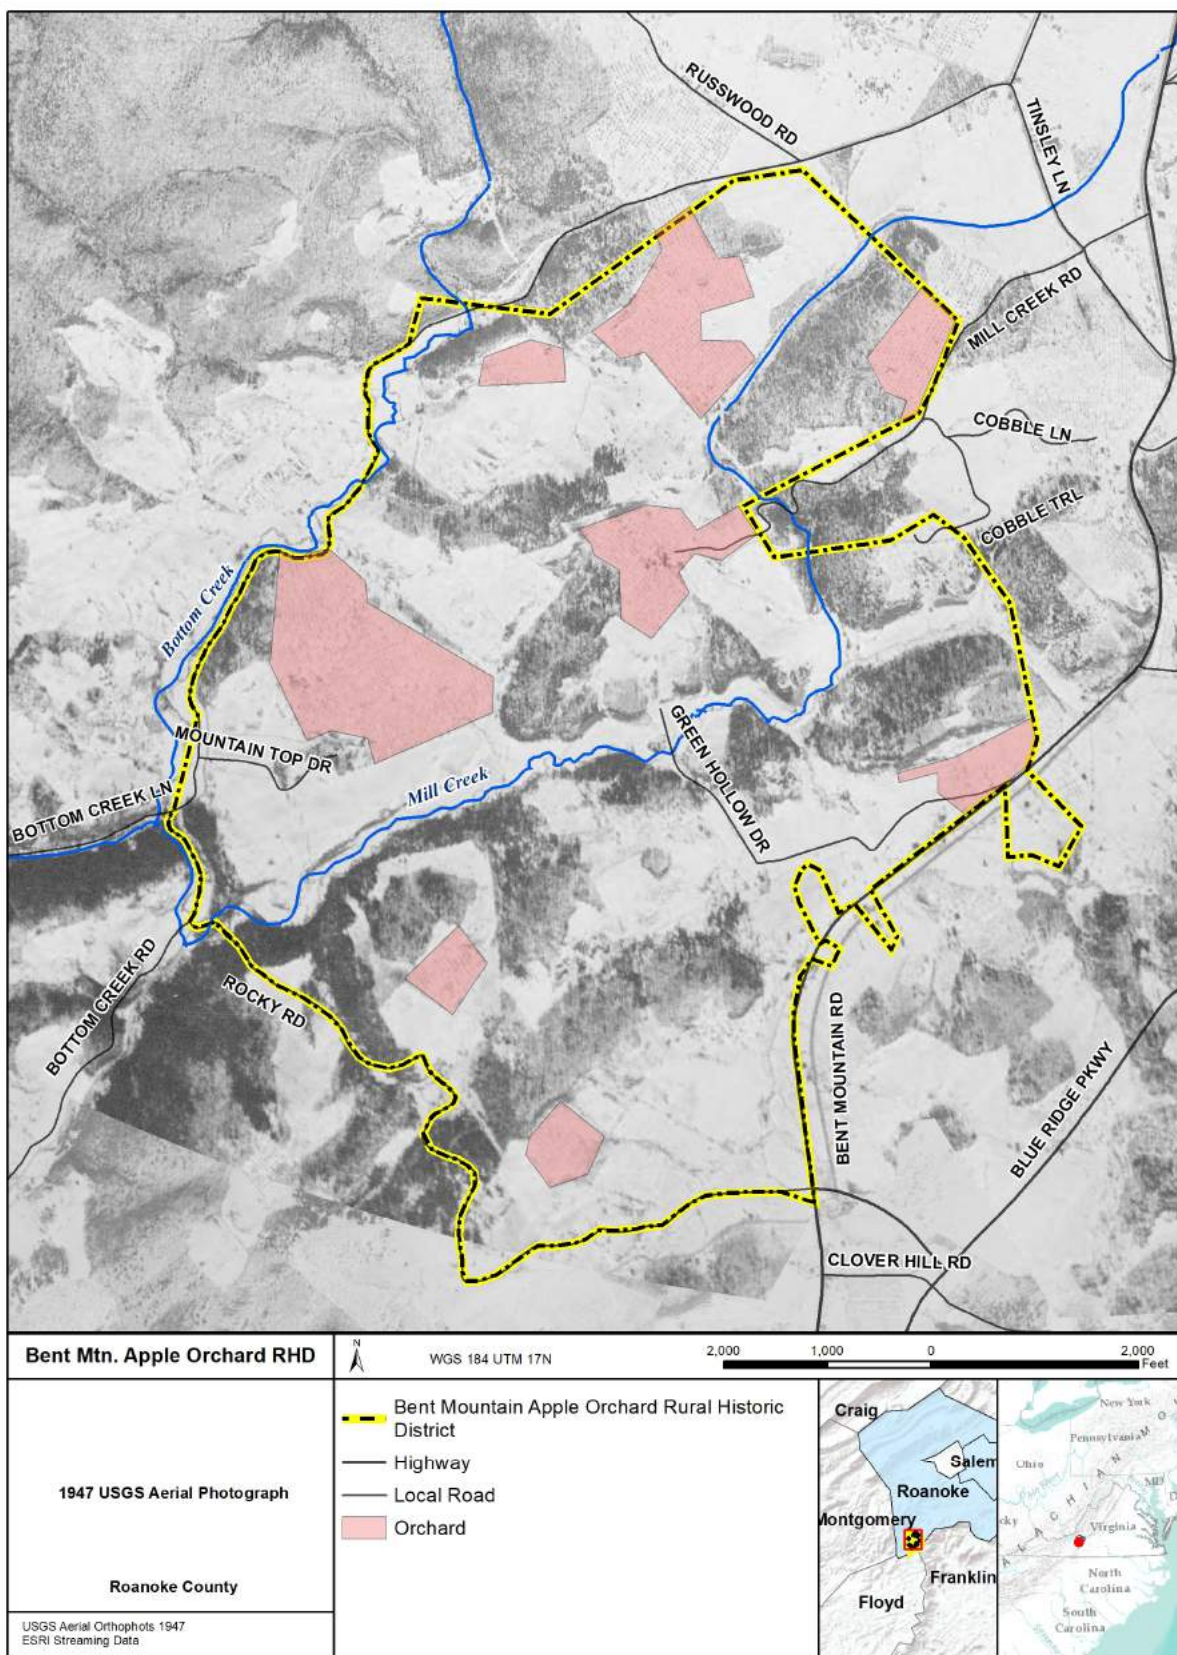 RUSSWOOD RD
TINSLEY LN
MILL CREEK RD
COBBLE LN
COBBLE TRL
Bottom Creek
GREEN HOLLOW DR
MOUNTAIN TOP DR
Mill Creek
BOTTOM CREEK LN
BOTTOM CREEK RD
ROCKY RD
BENT MOUNTAIN RD
BLUE RIDGE PKWY
CLOVER HILL RD
Bent Mtn. Apple Orchard RHD
N
WGS 184 UTM 17N
2,000 1,000 0 2,000
Feet
1947 USGS Aerial Photograph
Roanoke County
USGS Aerial Orthophots 1947
ESRI Streaming Data
Bent Mountain Apple Orchard Rural Historic
District
Highway
Local Road
Orchard
Craig
Salem
Roanoke
Montgomery
Franklin
Floyd
New York
Pennsylvania
Ohio
MD
cky
Virginia
North
Carolina
South
Carolina